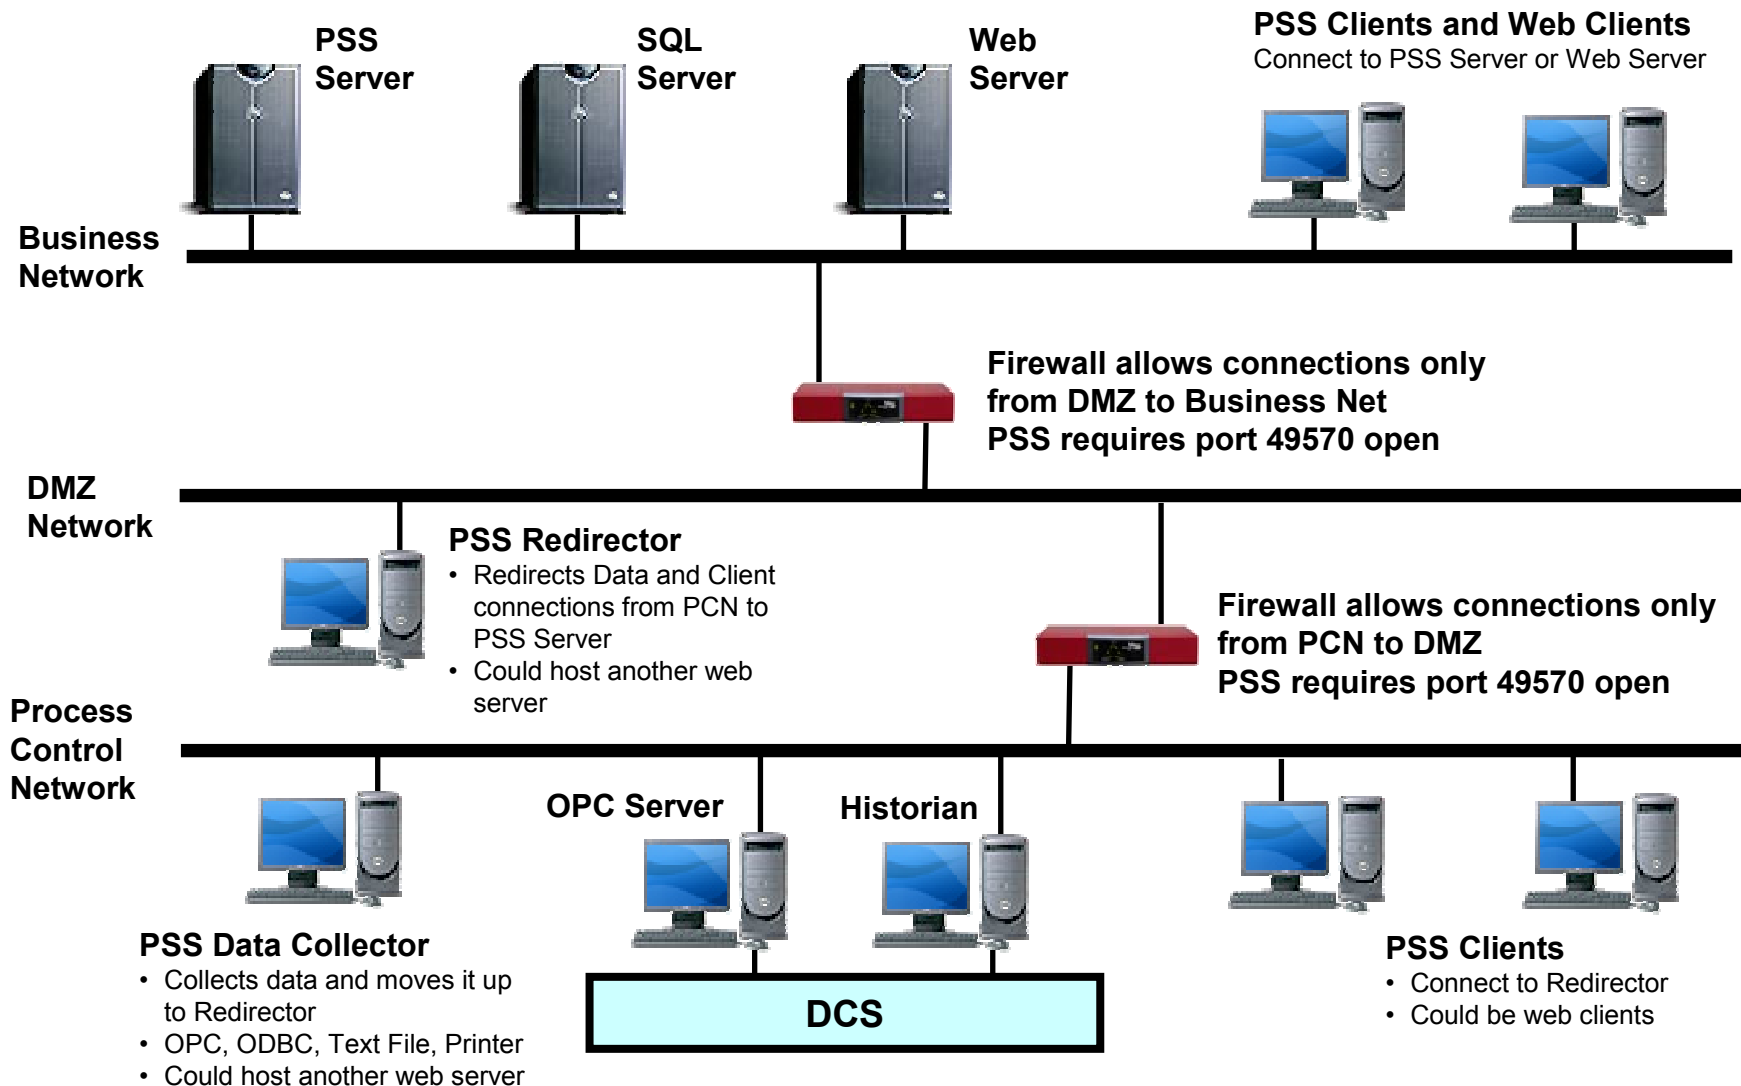 PSS
Server
SQL
Server
Web
Server
PSS Clients and Web Clients
Connect to PSS Server or Web Server
Business
Network
Firewall allows connections only
from DMZ to Business Net
PSS requires port 49570 open
DMZ
Network
PSS Redirector
• Redirects Data and Client
connections from PCN to
PSS Server
• Could host another web
server
Firewall allows connections only
from PCN to DMZ
PSS requires port 49570 open
Process
Control
Network
OPC Server
Historian
PSS Data Collector
• Collects data and moves it up
to Redirector
• OPC, ODBC, Text File, Printer
• Could host another web server
DCS
PSS Clients
• Connect to Redirector
• Could be web clients